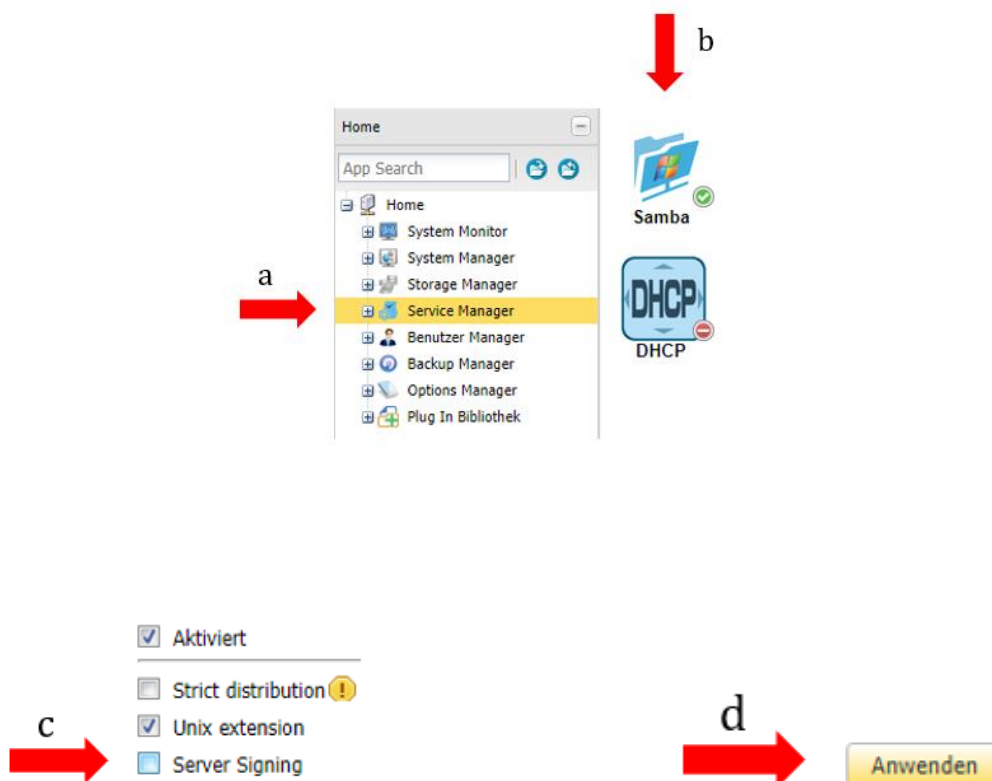 b
Home
App Search
Samba
Home
System Monitor
System Manager
a
Storage Manager
Service Manager
DHCP
Benutzer Manager
DHCP
Backup Manager
Options Manager
Plug In Bibliothek
Aktiviert
Strict distribution !
c
Unix extension
d
Server Signing
Anwenden